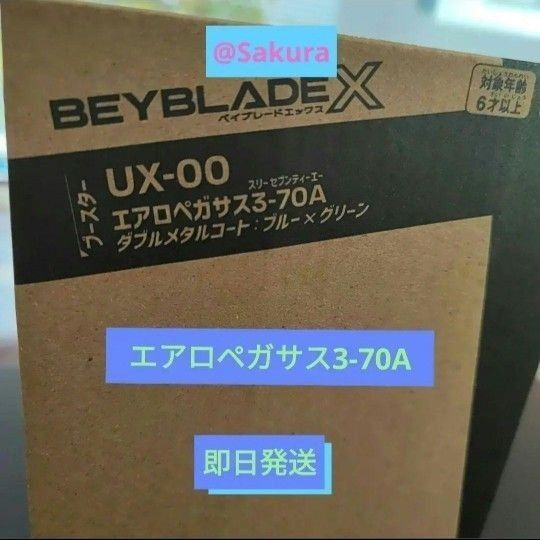 @Sakura
BEYBLADE X
ベイブレードエックス
対象年齢
6才以上
ブースター
UX-00
スリーセブンティーエー
エアロペガサス3-70A
ダブルメタルコート：ブルー×グリーン
エアロペガサス3-70A
即日発送